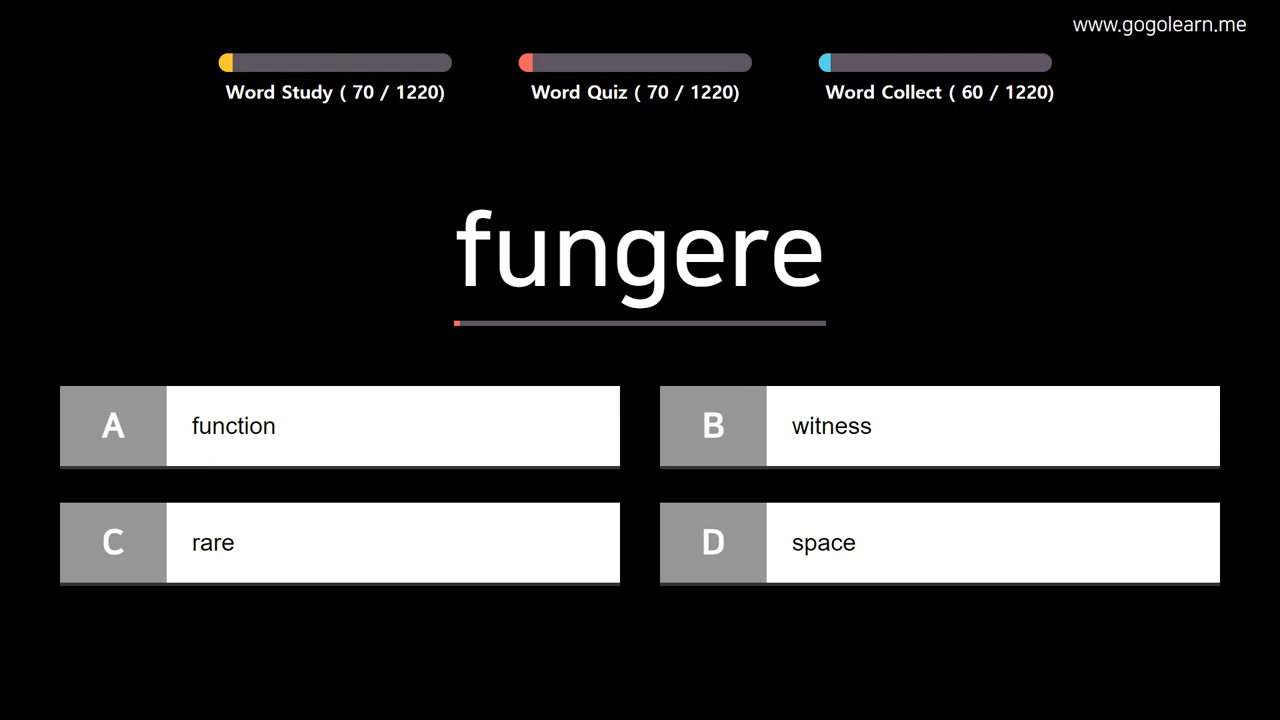 www.gogolearn.me
Word Study ( 70 / 1220)
Word Quiz ( 70 / 1220)
Word Collect ( 60 / 1220)
fungere
A function
B witness
C rare
D space